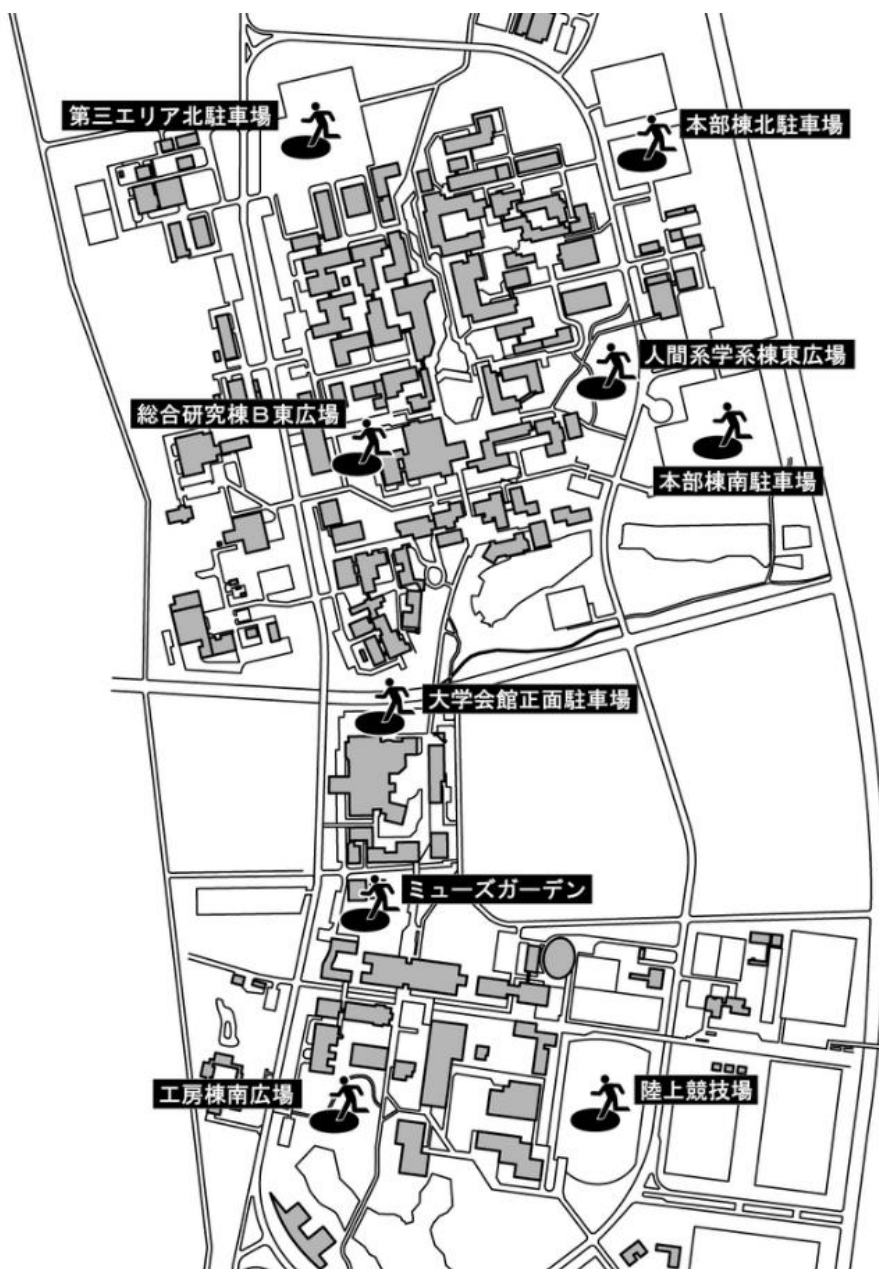 第三エリア北駐車場
本部棟北駐車場
人間系学系棟東広場
総合研究棟B東広場
本部棟南駐車場
大学会館正面駐車場
ミューズガーデン
工房棟南広場
陸上競技場